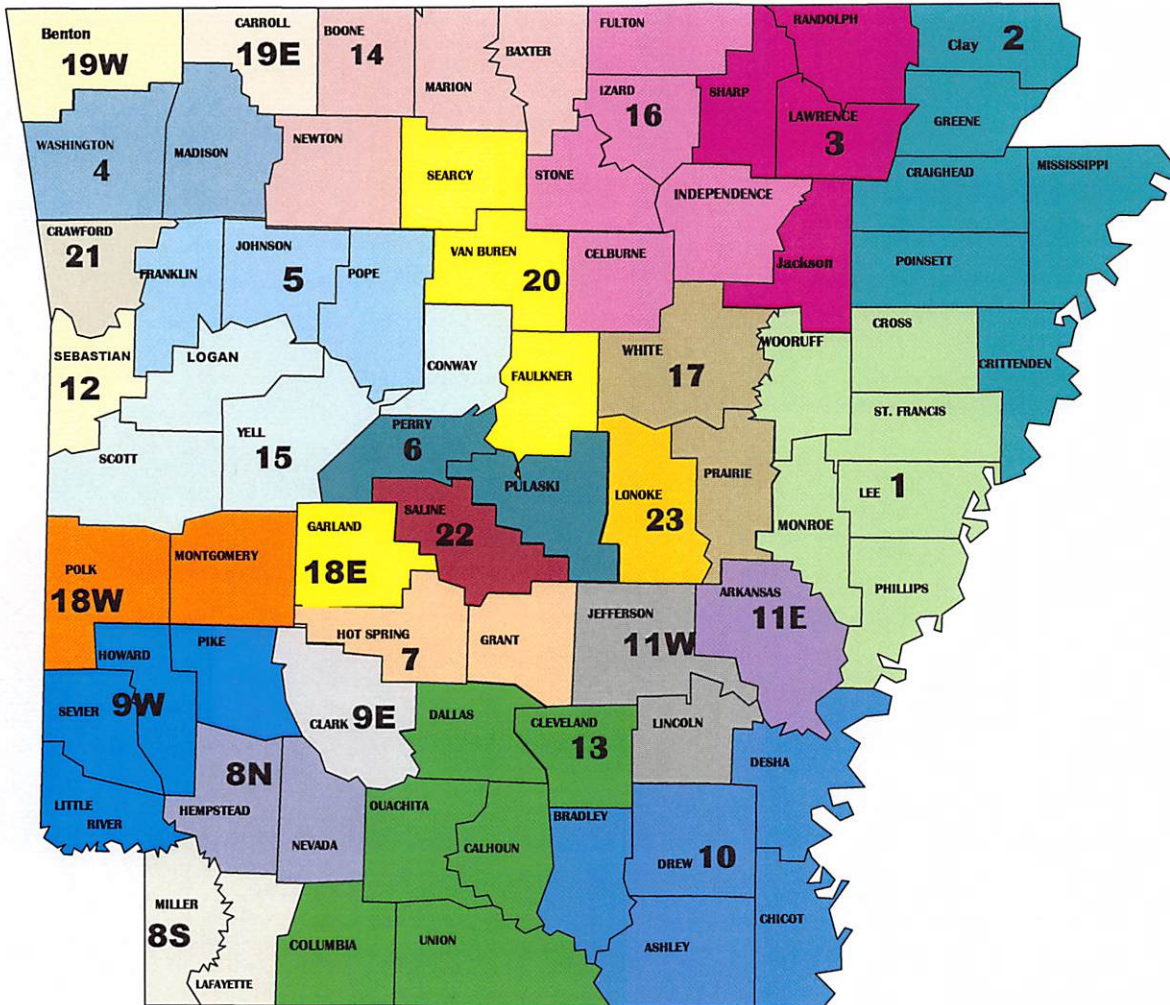 Benton
19W
CARROLL
19E
BOONE
14
MARION
BAXTER
FULTON
RANDOLPH
Clay 2
IZARD
16
SHARP
LAWRENCE
3
GREENE
WASHINGTON
4
MADISON
NEWTON
SEARCY
STONE
INDEPENDENCE
CRAIGHEAD
MISSISSIPPI
CRAWFORD
21
FRANKLIN
JOHNSON
5
POPE
VAN BUREN
20
CELBURNE
Jackson
POINSETT
SEBASTIAN
12
LOGAN
CONWAY
FAULKNER
WHITE
17
WOORUFF
CROSS
CRITTENDEN
ST. FRANCIS
SCOTT
YELL
15
PERRY
6
PULASKI
LONOKE
23
PRAIRIE
MONROE
LEE 1
PHILLIPS
SALINE
22
GARLAND
18E
MONTGOMERY
POLK
18W
HOT SPRING
7
GRANT
JEFFERSON
11W
ARKANSAS
11E
HOWARD
PIKE
SEVIER
9W
CLARK 9E
DALLAS
CLEVELAND
13
LINCOLN
DESHA
LITTLE
RIVER
8N
HEMPSTEAD
NEVADA
OUACHITA
CALHOUN
BRADLEY
DREW 10
CHICOT
MILLER
8S
LAFAYETTE
COLUMBIA
UNION
ASHLEY